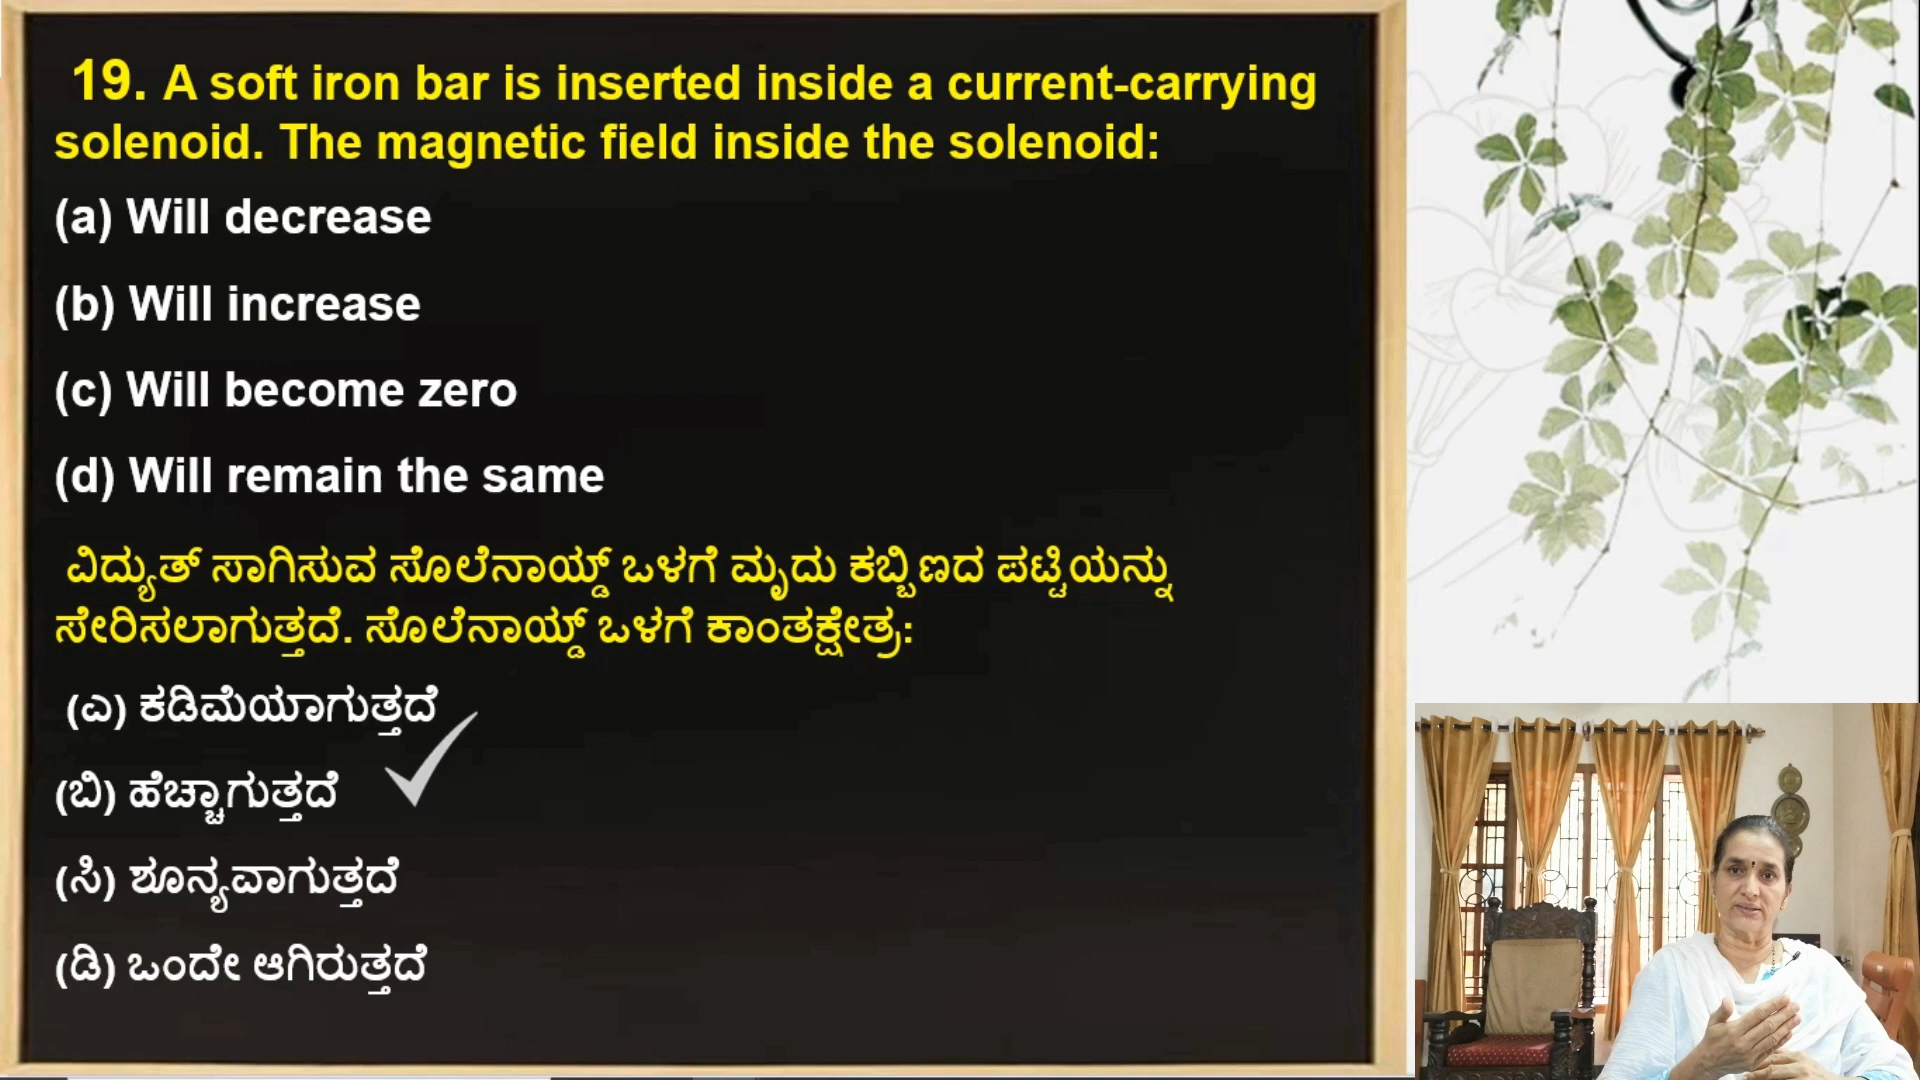 19. A soft iron bar is inserted inside a current-carrying
solenoid. The magnetic field inside the solenoid:
(a) Will decrease
(b) Will increase
(c) Will become zero
(d) Will remain the same
ವಿದ್ಯುತ್ ಸಾಗಿಸುವ ಸೊಲೆನಾಯ್ಡ್ ಒಳಗೆ ಮೃದು ಕಬ್ಬಿಣದ ಪಟ್ಟಿಯನ್ನು
ಸೇರಿಸಲಾಗುತ್ತದೆ. ಸೊಲೆನಾಯ್ಡ್ ಒಳಗೆ ಕಾಂತಕ್ಷೇತ್ರ:
(ಎ) ಕಡಿಮೆಯಾಗುತ್ತದೆ
(ಬಿ) ಹೆಚ್ಚಾಗುತ್ತದೆ
(ಸಿ) ಶೂನ್ಯವಾಗುತ್ತದೆ
(ಡಿ) ಒಂದೇ ಆಗಿರುತ್ತದೆ